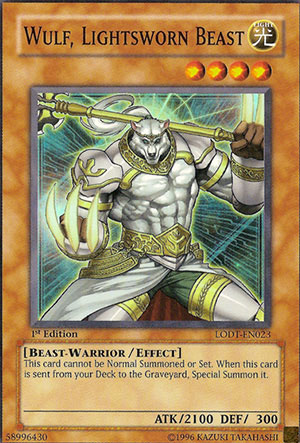 WULF, LIGHTSWORN BEAST
LIGHT
光
1st Edition
LODT-EN023
[BEAST-WARRIOR / EFFECT]
This card cannot be Normal Summoned or Set. When this card
is sent from your Deck to the Graveyard, Special Summon it.
ATK/2100 DEF/ 300
58996430
©1996 KAZUKI TAKAHASHI